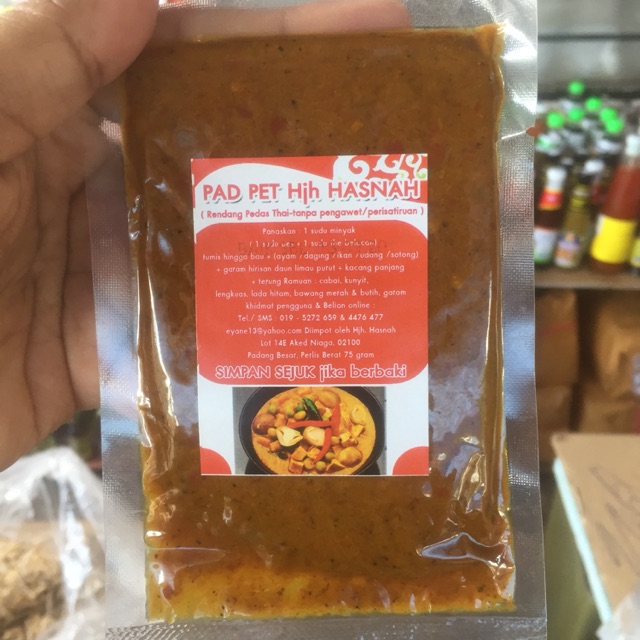 PAD PET Hjh HASNAH
( Rendang Pedas Thai-tanpa pengawet/perisatiruan )
Panaskan : 1 sudu minyak
tumis hingga bau + (ayam /daging /ikan /udang /sotong)
+ garam hirisan daun limau putut + kacang panjang
+ terung Ramuan : cabai, kunyit,
lengkuas, lada hitam, bawang merah & butih, gatam
khidmat pengguna & Belian online :
Tel./ SMS 019 - 5272 659 & 4476 477
eyane13@yahoo.com Diimpot oleh Hjh. Hasnah
Lot 14E Aked Niaga, 02100
Padang Besar, Perlis Berat 75 gram
SIMPAN SEJUK jika berbaki